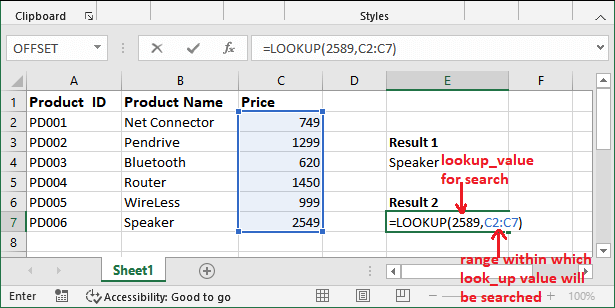 Clipboard Styles
OFFSET =LOOKUP(2589,C2:C7)
A B C D E F
1 Product ID Product Name Price
2 PD001 Net Connector 749
3 PD002 Pendrive 1299 Result 1
4 PD003 Bluetooth 620 Speaker lookup_value
for search
5 PD004 Router 1450
6 PD005 WireLess 999 Result 2
7 PD006 Speaker 2549 =LOOKUP(2589,C2:C7)
8
range within which
look_up value will
be searched
Sheet1
Enter Accessibility: Good to go 100%